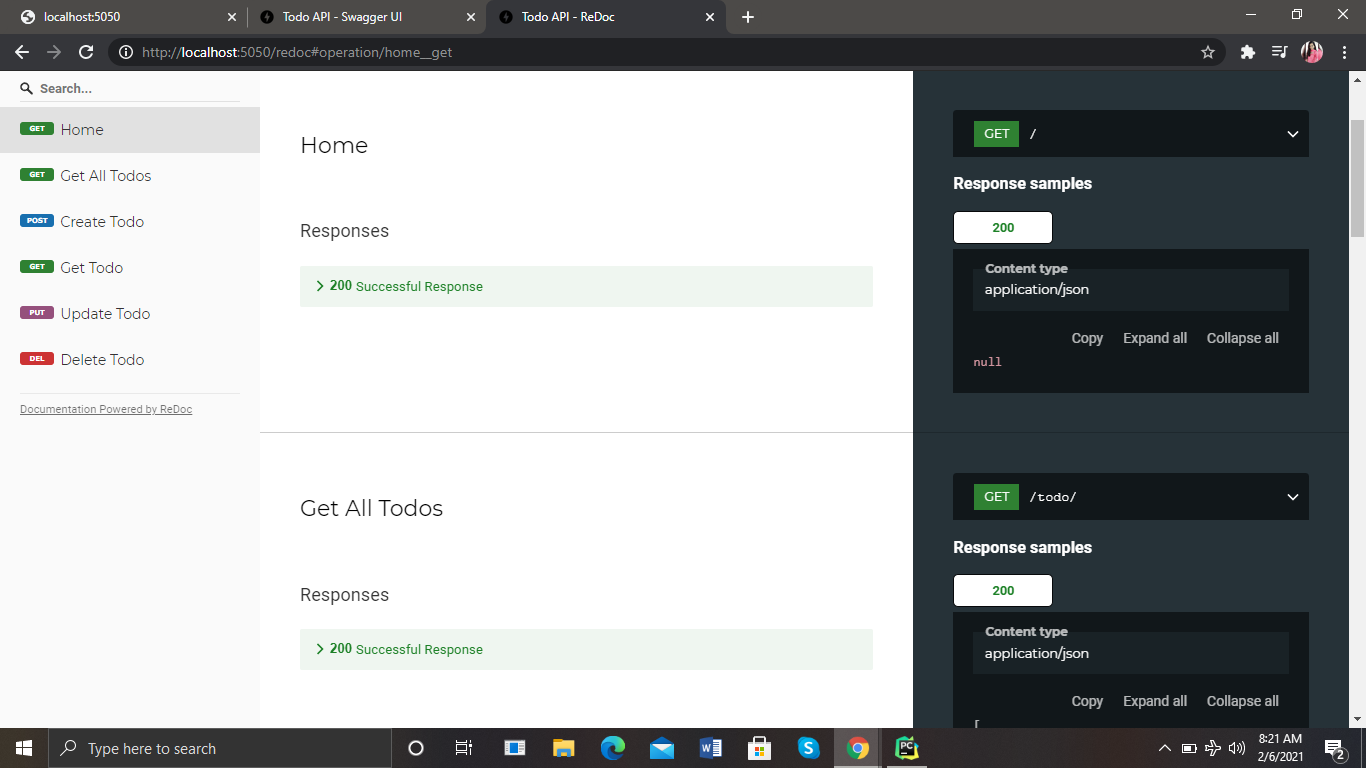 localhost:5050
Todo API - Swagger UI
Todo API - ReDoc
http://localhost:5050/redoc#operation/home__get
Search...
GET Home
GET Get All Todos
POST Create Todo
GET Get Todo
PUT Update Todo
DEL Delete Todo
Documentation Powered by ReDoc
Home
Responses
200 Successful Response
GET /
Response samples
200
Content type
application/json
Copy Expand all Collapse all
null
Get All Todos
Responses
200 Successful Response
GET /todo/
Response samples
200
Content type
application/json
Copy Expand all Collapse all
[
Type here to search
W
S
PC
8:21 AM
2/6/2021
2